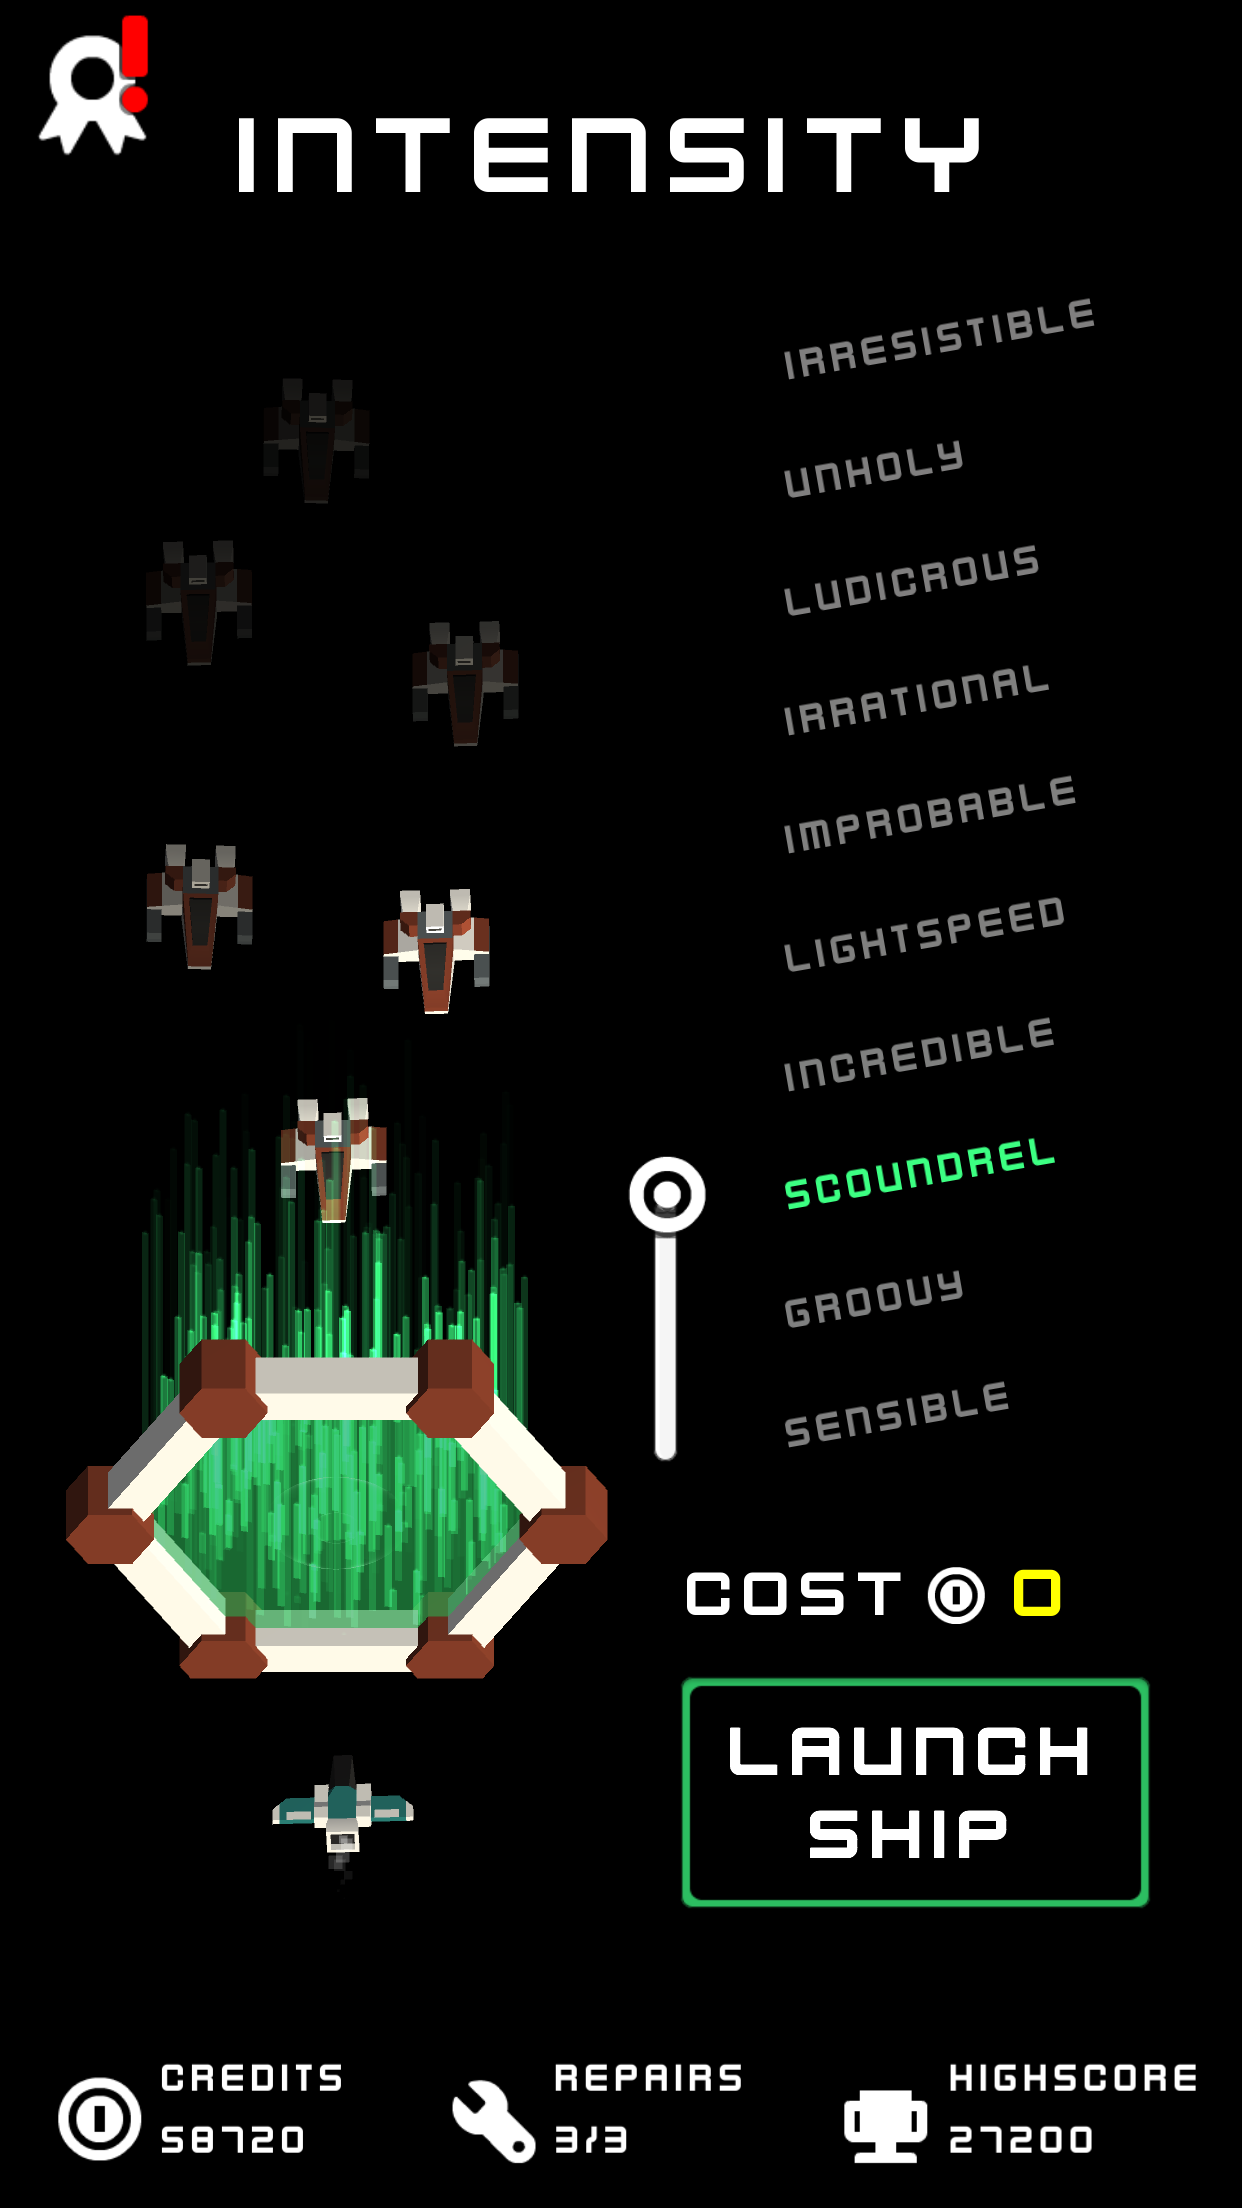 INTENSITY
IRRESISTIBLE
UNHOLY
LUDICROUS
IRRATIONAL
IMPROBABLE
LIGHTSPEED
INCREDIBLE
SCOUNDREL
GROOVY
SENSIBLE
COST 0
LAUNCH
SHIP
CREDITS
58720
REPAIRS
3/3
HIGHSCORE
27200